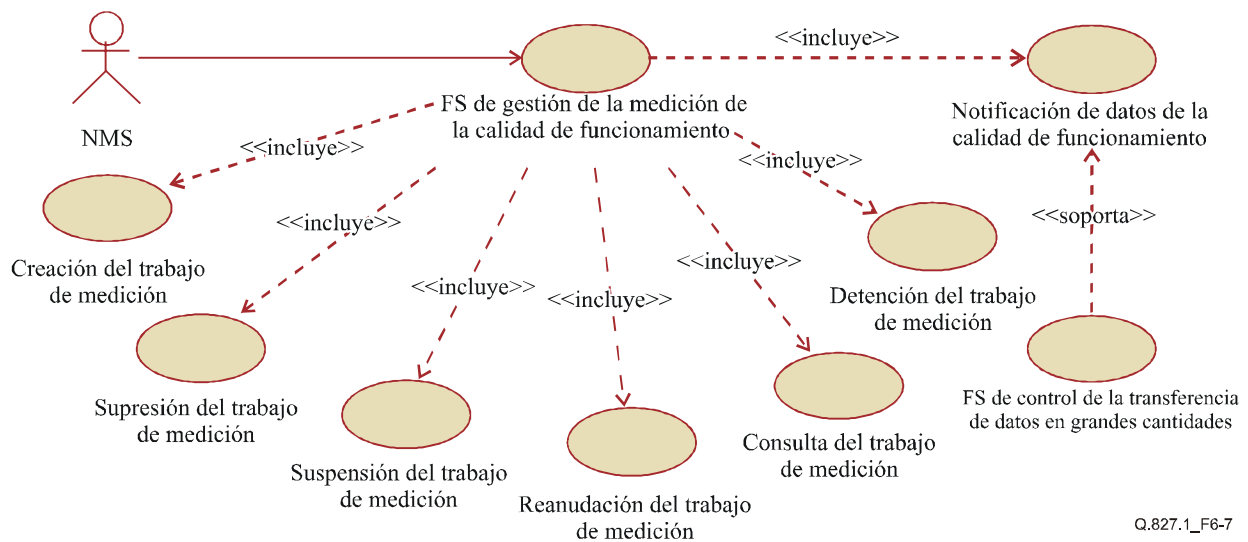 <<incluye>>
FS de gestión de la medición de
la calidad de funcionamiento
Notificación de datos de la
calidad de funcionamiento
NMS
<<incluye>>
<<incluye>>
<<incluye>>
<<soporta>>
Creación del trabajo
de medición
<<incluye>>
<<incluye>>
<<incluye>>
Detención del trabajo
de medición
Supresión del trabajo
de medición
FS de control de la transferencia
de datos en grandes cantidades
Suspensión del trabajo
de medición
Reanudación del trabajo
de medición
Consulta del trabajo
de medición
Q.827.1_F6-7